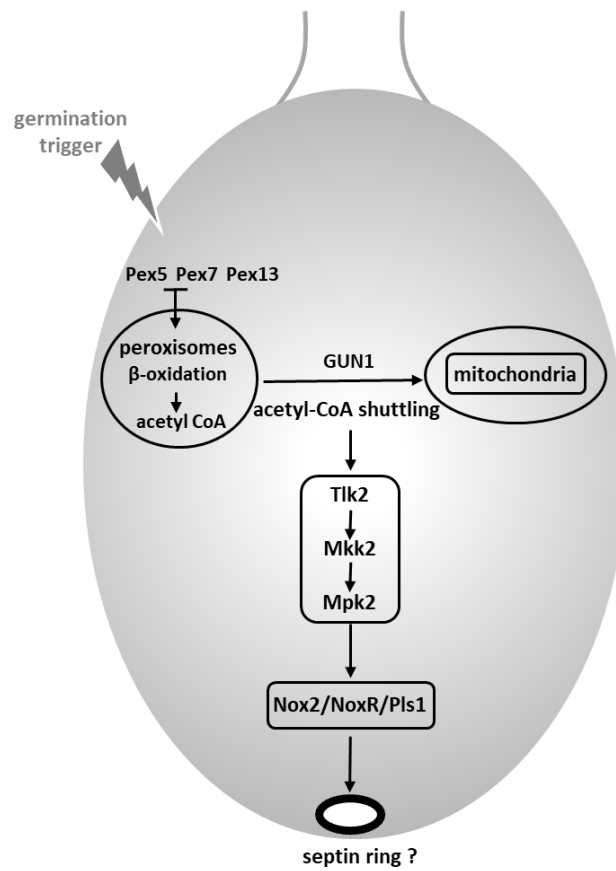 germination
trigger
Pex5 Pex7 Pex13
peroxisomes
β-oxidation
acetyl CoA
GUN1
acetyl-CoA shuttling
mitochondria
Tlk2
Mkk2
Mpk2
Nox2/NoxR/Pls1
septin ring ?